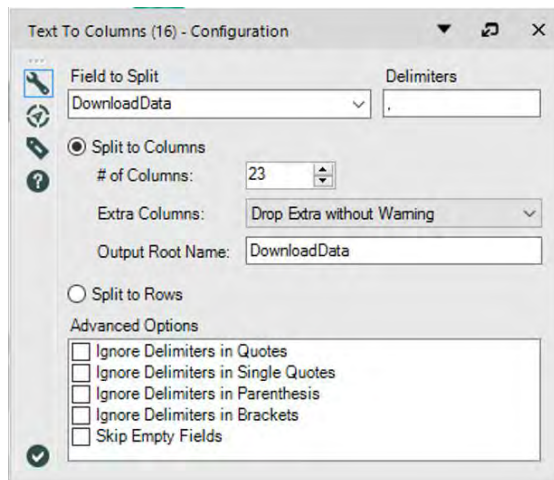 Text To Columns (16) - Configuration
Field to Split
Delimiters
DownloadData
,
Split to Columns
# of Columns:
23
Extra Columns:
Drop Extra without Warning
Output Root Name:
DownloadData
Split to Rows
Advanced Options
Ignore Delimiters in Quotes
Ignore Delimiters in Single Quotes
Ignore Delimiters in Parenthesis
Ignore Delimiters in Brackets
Skip Empty Fields